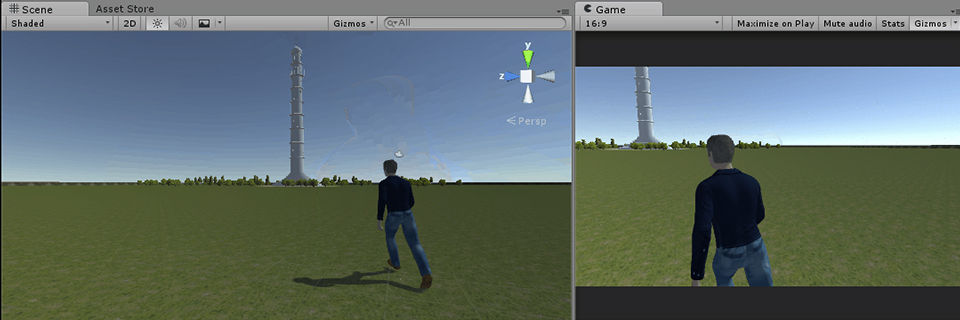 Scene
Asset Store
Shaded
2D
Gizmos
All
y
z
Persp
Game
16:9
Maximize on Play
Mute audio
Stats
Gizmos